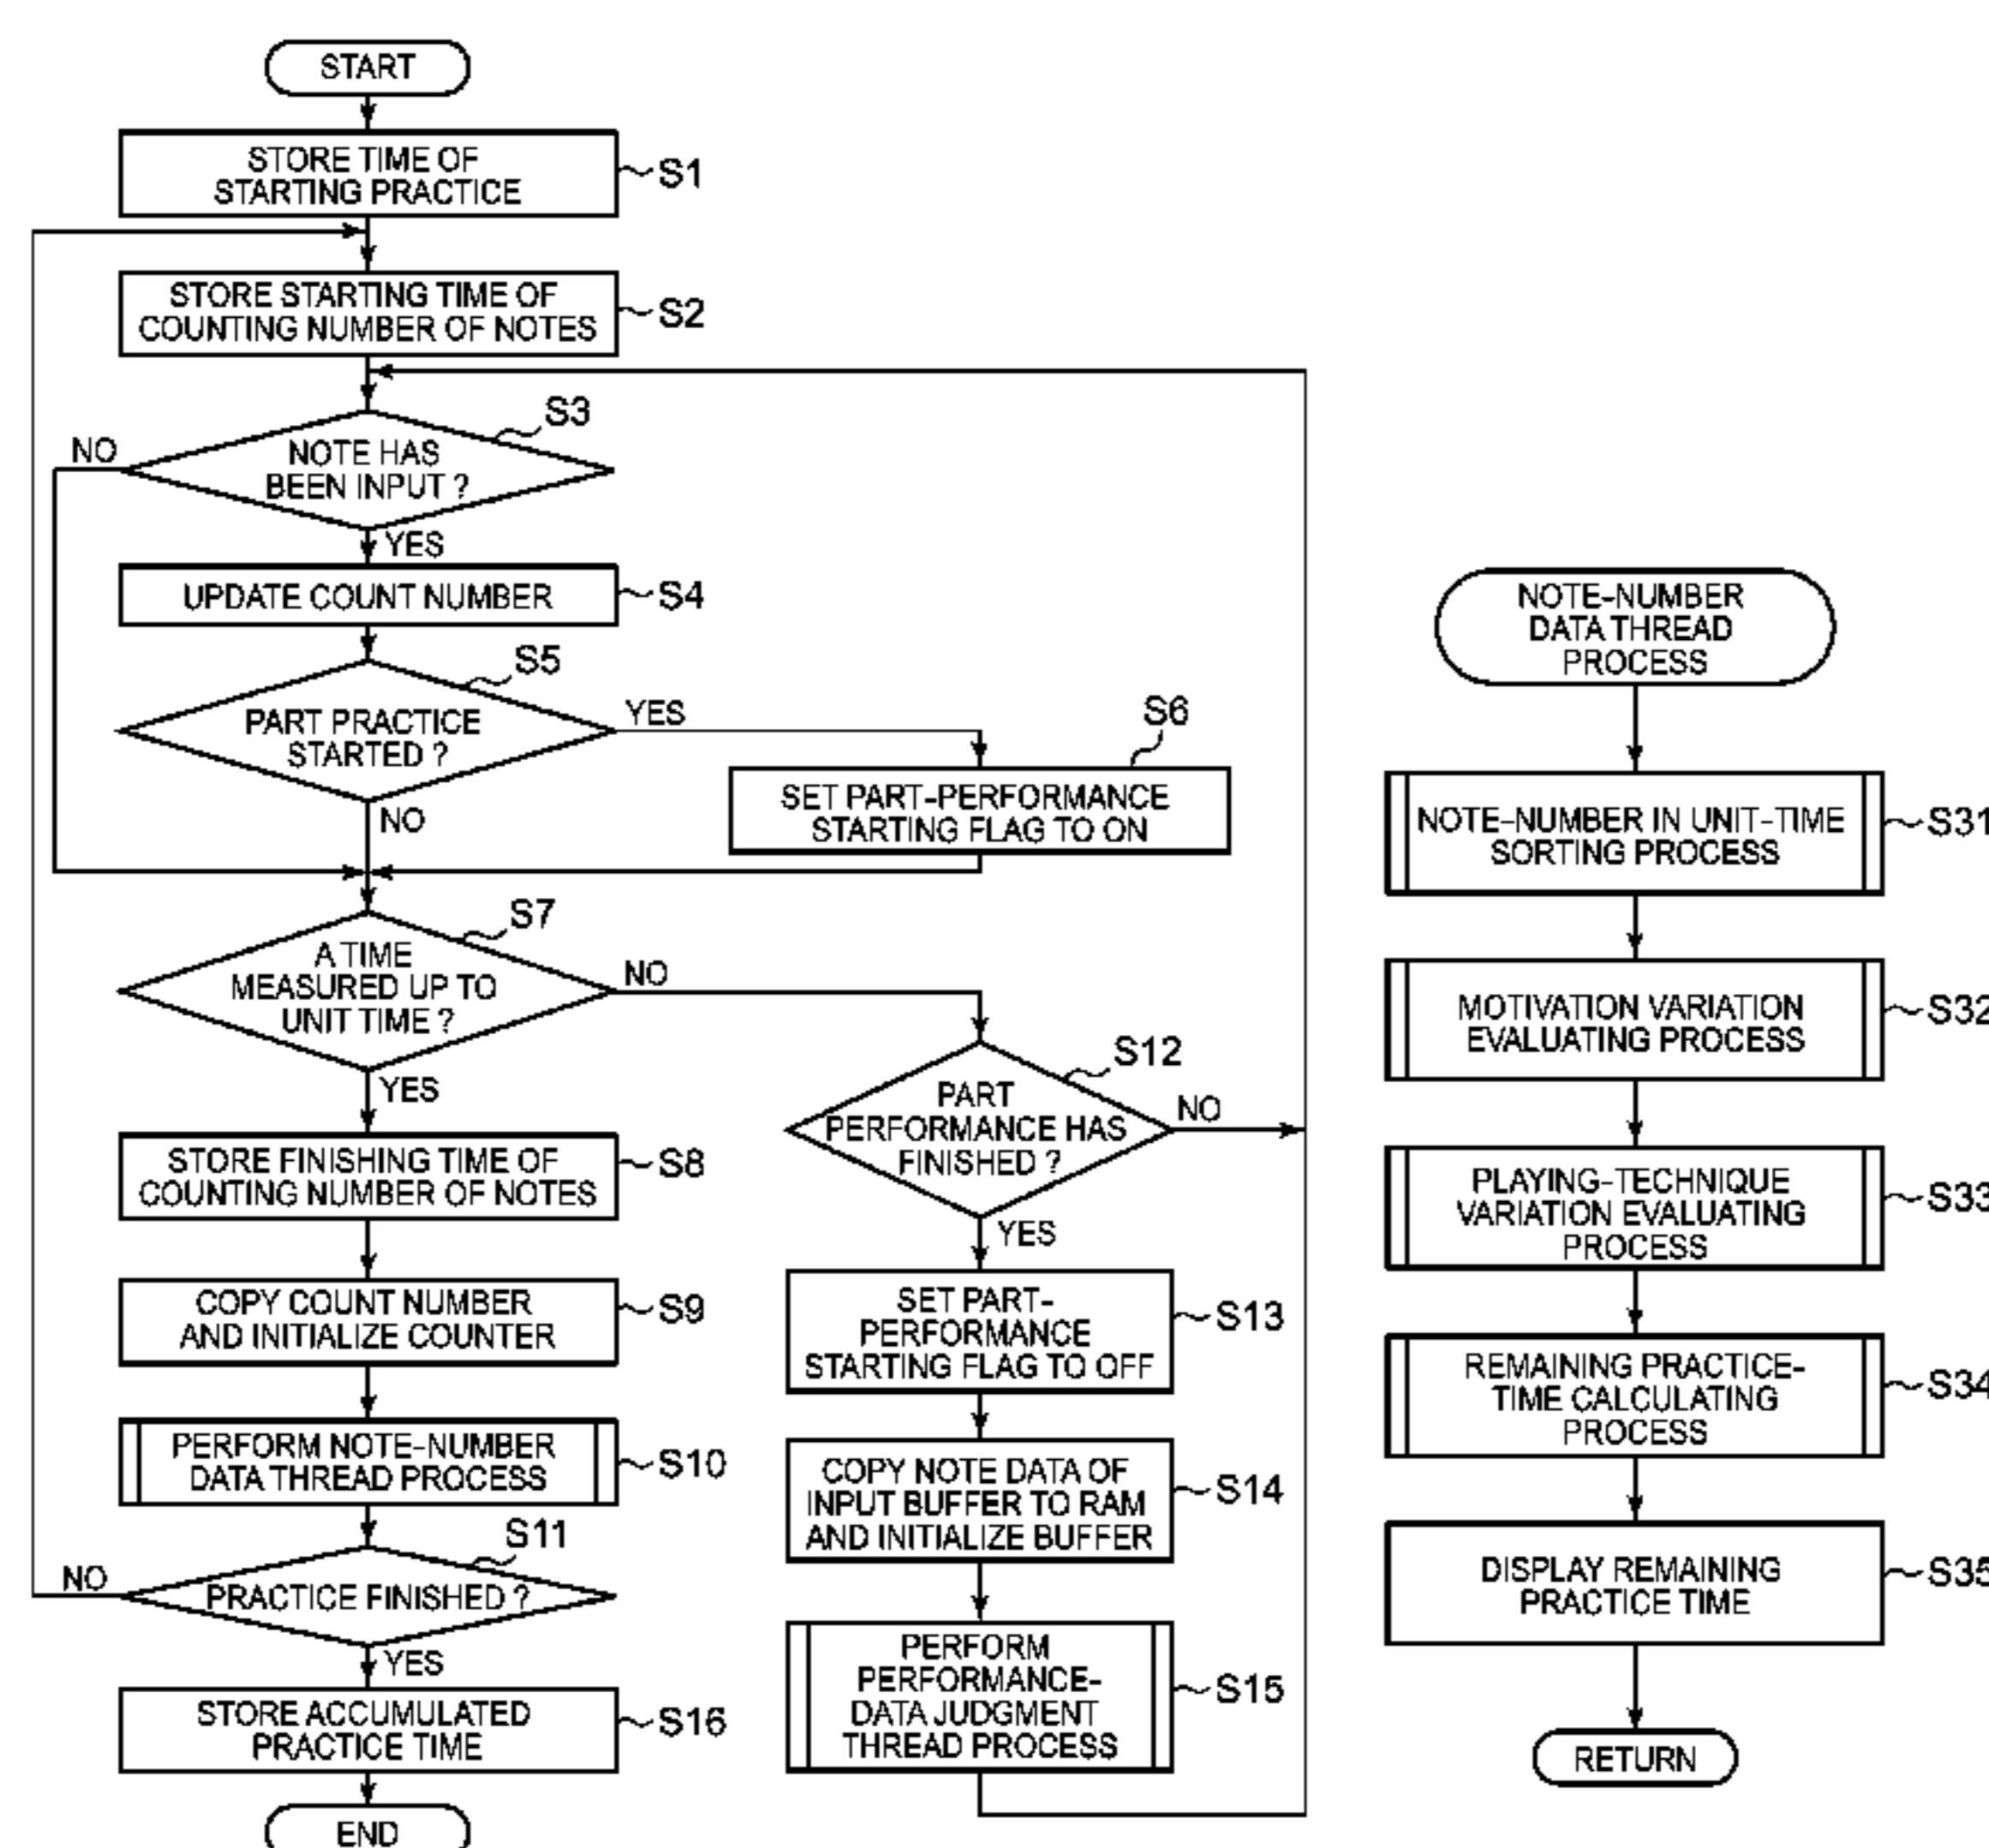 START
STORE TIME OF
STARTING PRACTICE
S1
STORE STARTING TIME OF
COUNTING NUMBER OF NOTES
S2
S3
NO
NOTE HAS
BEEN INPUT ?
YES
UPDATE COUNT NUMBER
S4
S5
PART PRACTICE
STARTED ?
YES
NO
S6
SET PART-PERFORMANCE
STARTING FLAG TO ON
S7
A TIME
MEASURED UP TO
UNIT TIME ?
NO
YES
STORE FINISHING TIME OF
COUNTING NUMBER OF NOTES
S8
COPY COUNT NUMBER
AND INITIALIZE COUNTER
S9
PERFORM NOTE-NUMBER
DATA THREAD PROCESS
S10
S11
NO
PRACTICE FINISHED ?
YES
STORE ACCUMULATED
PRACTICE TIME
S16
END
S12
PART
PERFORMANCE HAS
FINISHED ?
NO
YES
SET PART-
PERFORMANCE
STARTING FLAG TO OFF
S13
COPY NOTE DATA OF
INPUT BUFFER TO RAM
AND INITIALIZE BUFFER
S14
PERFORM
PERFORMANCE-
DATA JUDGMENT
THREAD PROCESS
S15
NOTE-NUMBER
DATA THREAD
PROCESS
NOTE-NUMBER IN UNIT-TIME
SORTING PROCESS
S31
MOTIVATION VARIATION
EVALUATING PROCESS
S32
PLAYING-TECHNIQUE
VARIATION EVALUATING
PROCESS
S33
REMAINING PRACTICE-
TIME CALCULATING
PROCESS
S34
DISPLAY REMAINING
PRACTICE TIME
S35
RETURN